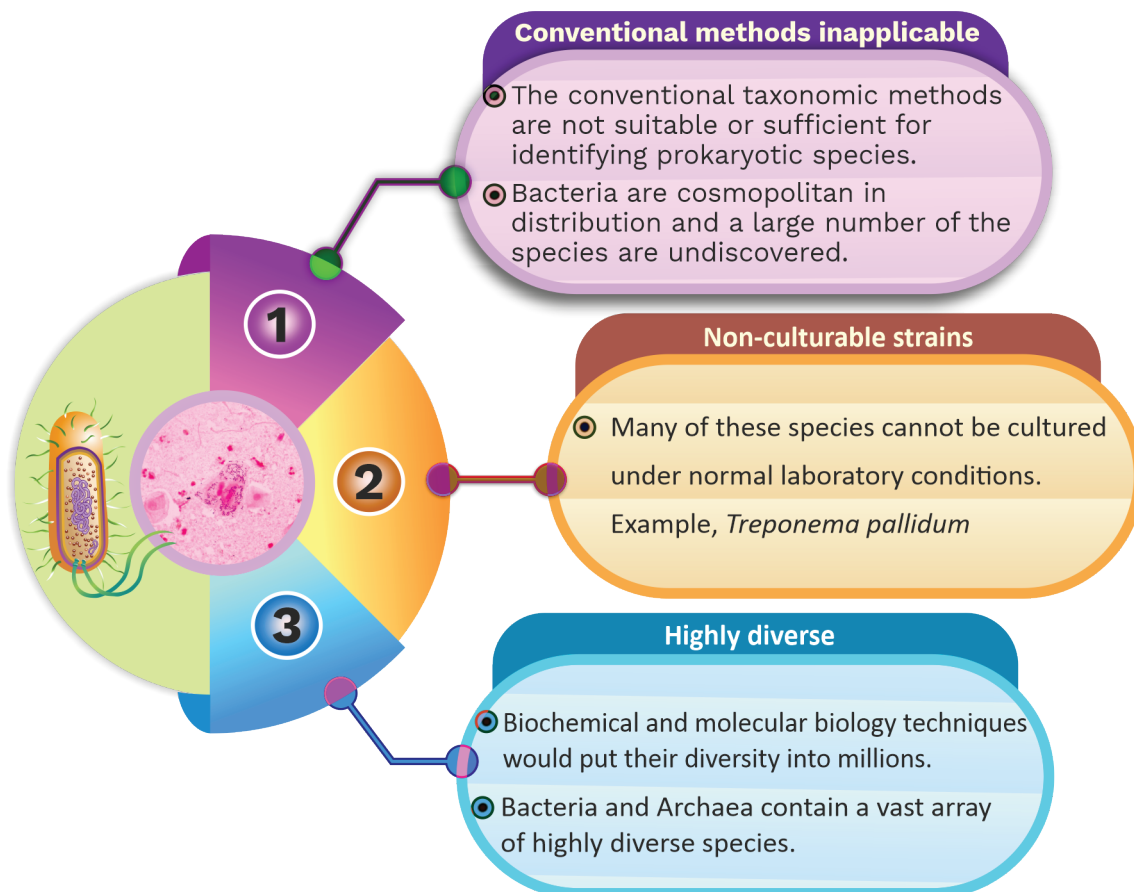 Conventional methods inapplicable
The conventional taxonomic methods
are not suitable or sufficient for
identifying prokaryotic species.
Bacteria are cosmopolitan in
distribution and a large number of the
species are undiscovered.
1
Non-culturable strains
2
Many of these species cannot be cultured
under normal laboratory conditions.
Example, Treponema pallidum
3
Highly diverse
Biochemical and molecular biology techniques
would put their diversity into millions.
Bacteria and Archaea contain a vast array
of highly diverse species.